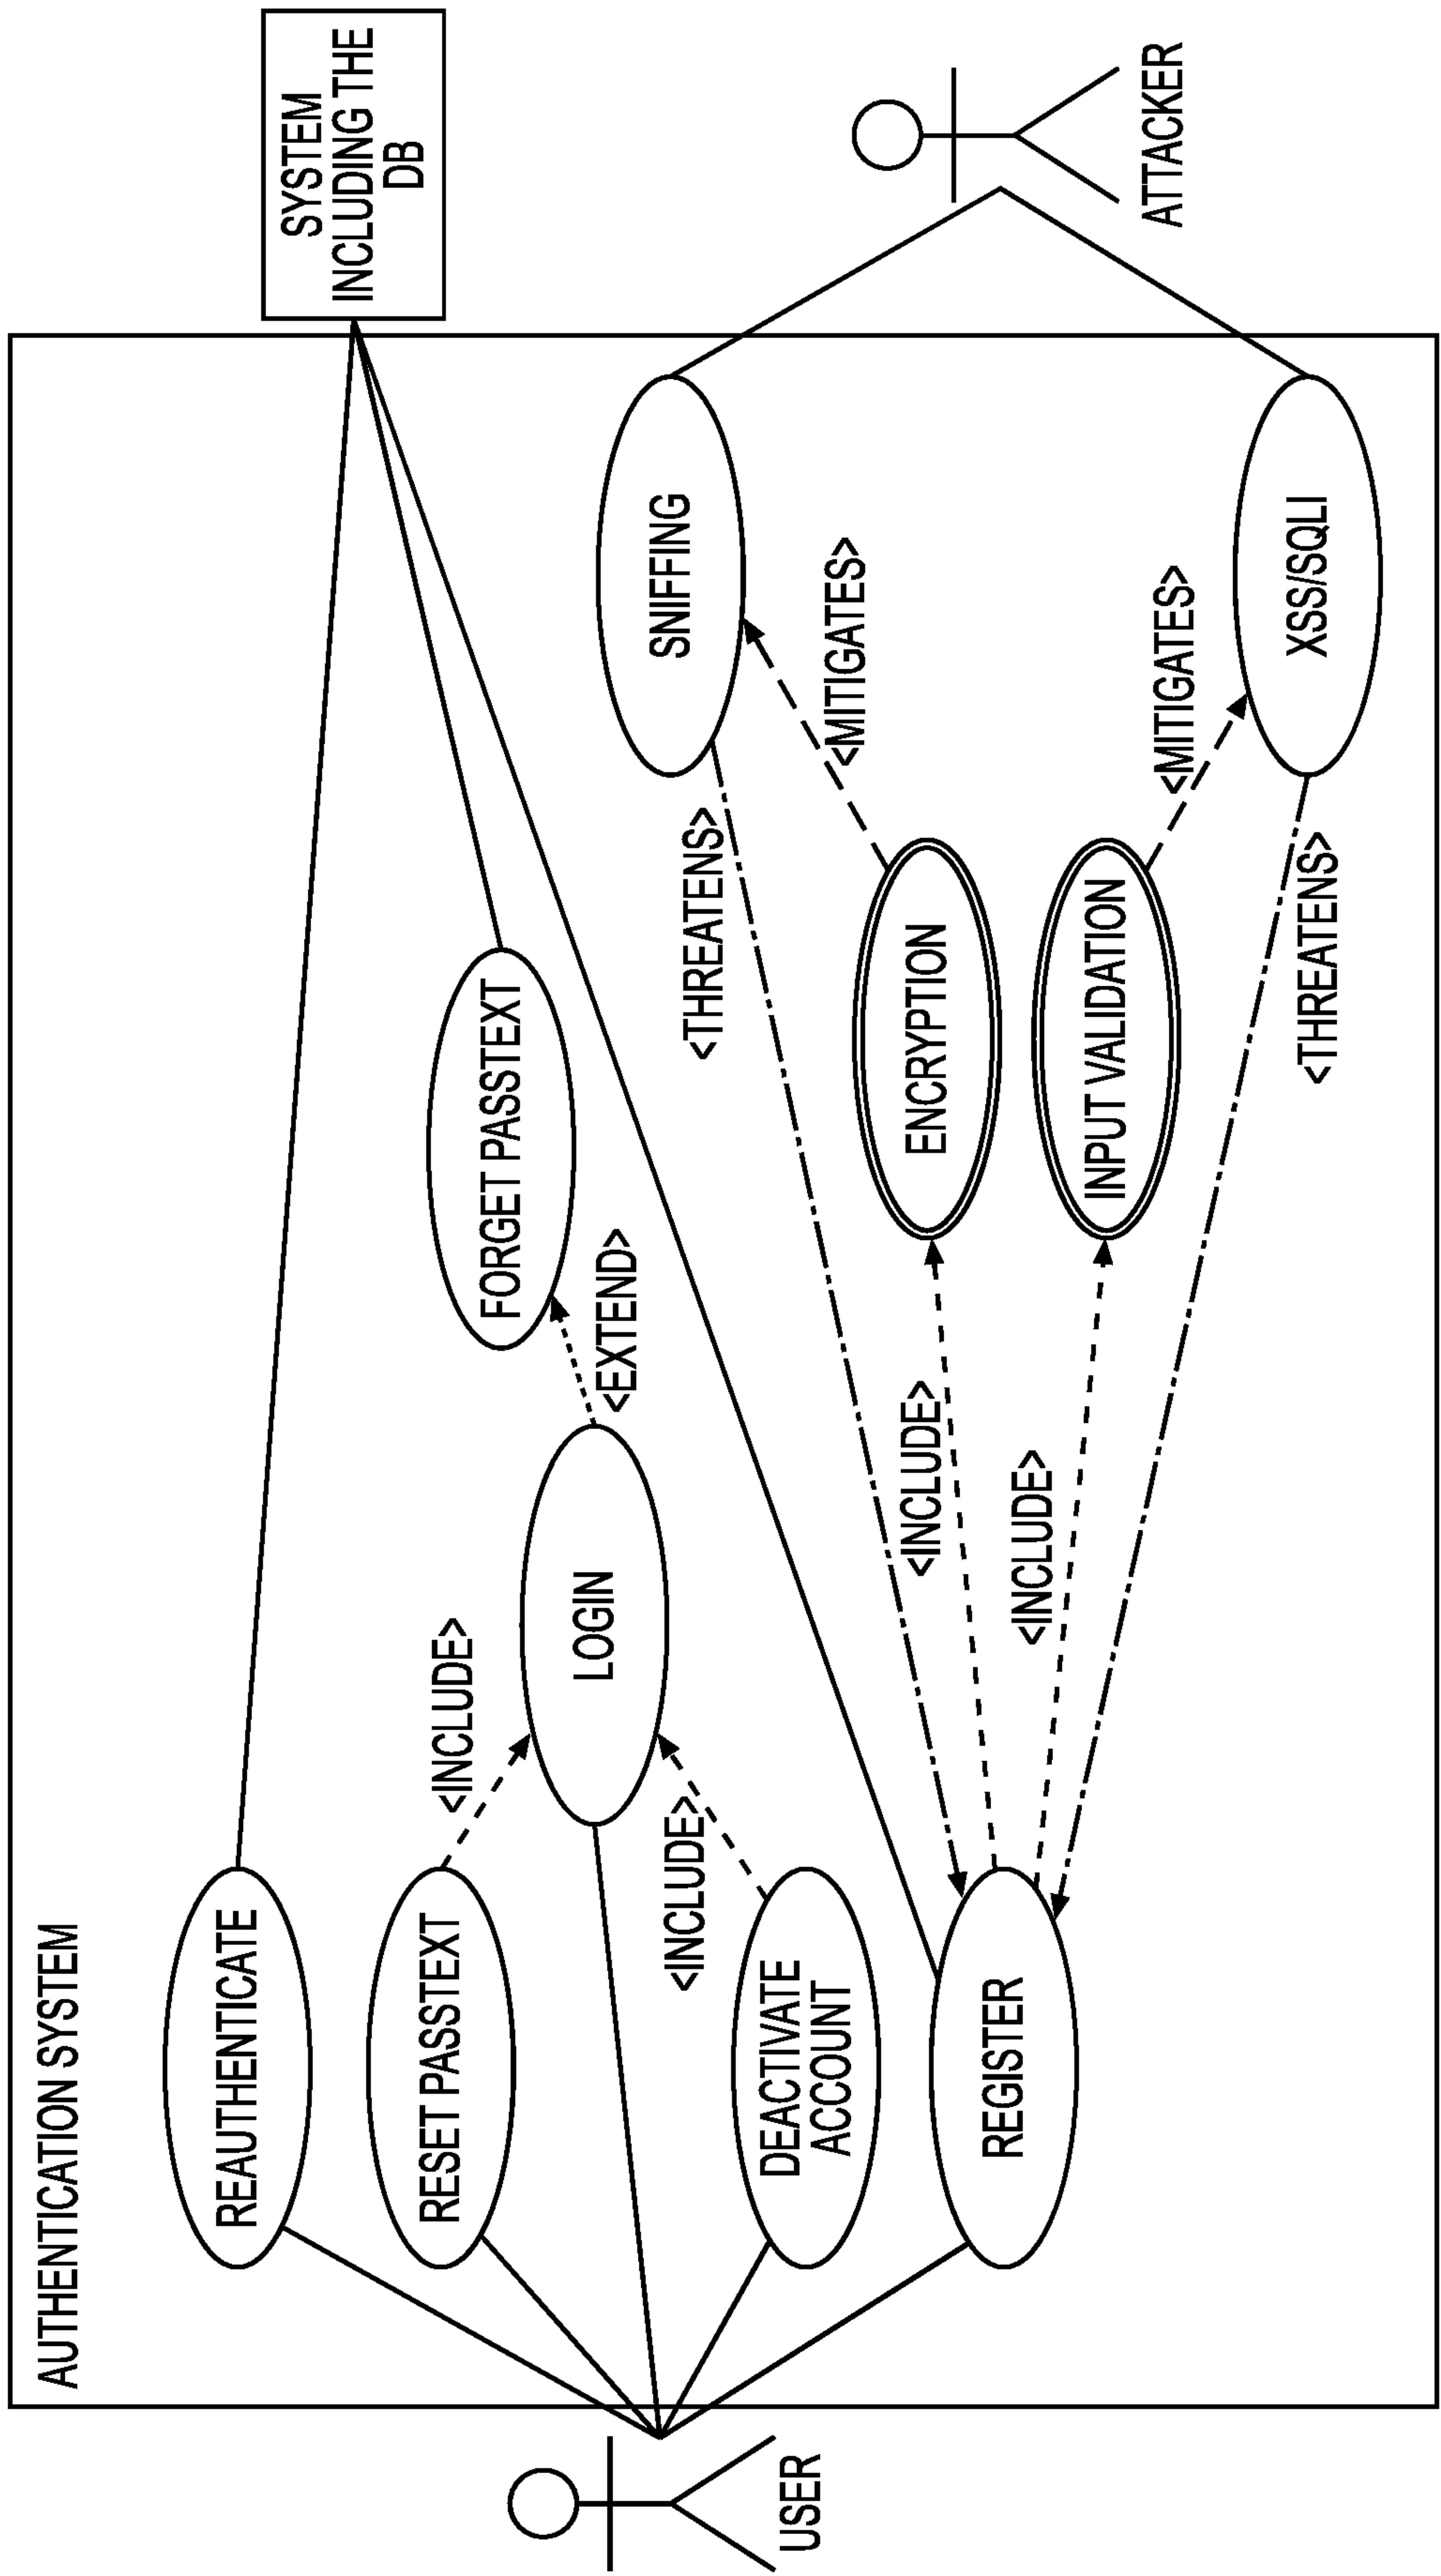 AUTHENTICATION SYSTEM
SYSTEM
INCLUDING THE
DB
REAUTHENTICATE
RESET PASSTEXT
<INCLUDE>
LOGIN
<EXTEND>
FORGET PASSTEXT
<INCLUDE>
DEACTIVATE
ACCOUNT
USER
REGISTER
<THREATENS>
SNIFFING
<MITIGATES>
ENCRYPTION
<INCLUDE>
<INCLUDE>
INPUT VALIDATION
<MITIGATES>
XSS/SQLI
<THREATENS>
ATTACKER